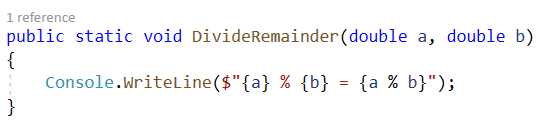 1 reference
public static void DivideRemainder(double a, double b)
{
    Console.WriteLine($"{a} % {b} = {a % b}");
}